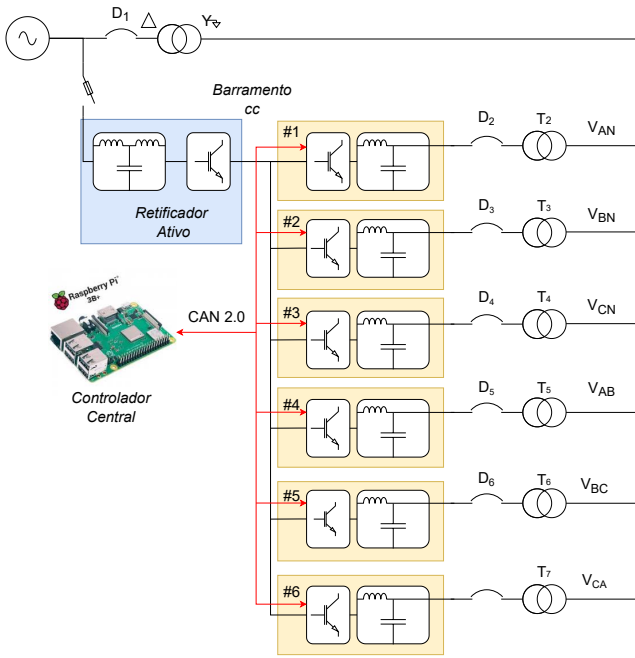 D1
Y
Barramento
cc
Retificador
Ativo
#1
D2
T2
VAN
#2
D3
T3
VBN
Raspberry Pi™
3B+
CAN 2.0
Controlador
Central
#3
D4
T4
VCN
#4
D5
T5
VAB
#5
D6
T6
VBC
#6
T7
VCA